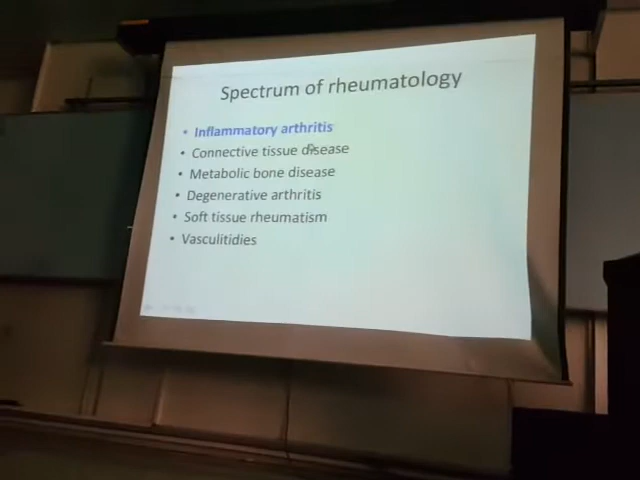 Spectrum of rheumatology
• Inflammatory arthritis
• Connective tissue disease
• Metabolic bone disease
• Degenerative arthritis
• Soft tissue rheumatism
• Vasculitidies